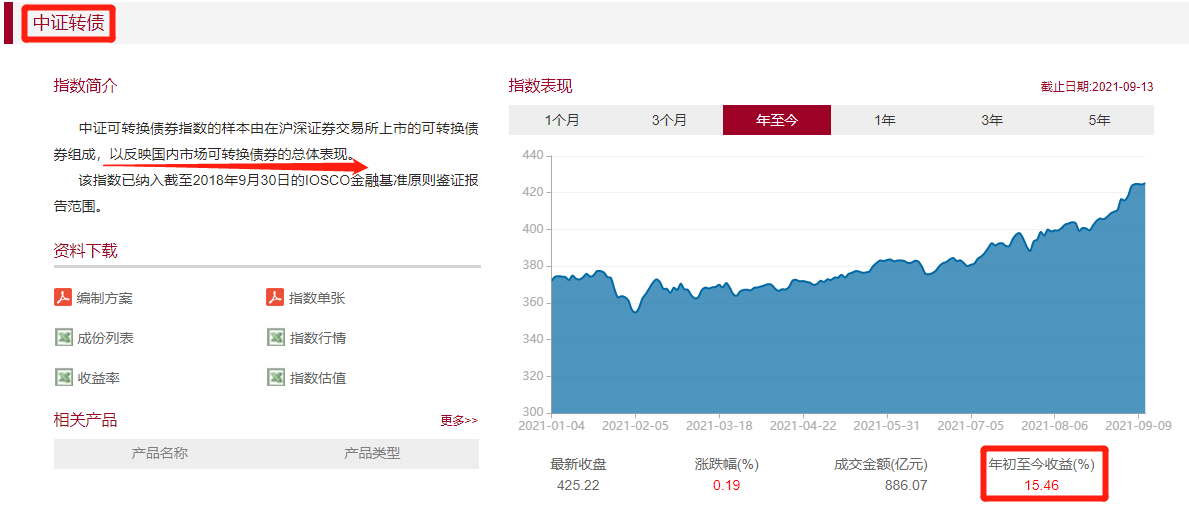 中证转债
指数简介
中证可转换债券指数的样本由在沪深证券交易所上市的可转换债
券组成，以反映国内市场可转换债券的总体表现。
该指数已纳入截至2018年9月30日的IOSCO金融基准原则鉴证报
告范围。
资料下载
编制方案 指数单张
成份列表 指数行情
收益率 指数估值
相关产品 更多>>
产品名称 产品类型
指数表现 截止日期:2021-09-13
1个月 3个月 年至今 1年 3年 5年
440
420
400
380
360
340
320
300
2021-01-04 2021-02-05 2021-03-18 2021-04-22 2021-05-31 2021-07-05 2021-08-06 2021-09-09
最新收盘 涨跌幅(%) 成交金额(亿元) 年初至今收益(%)
425.22 0.19 886.07 15.46